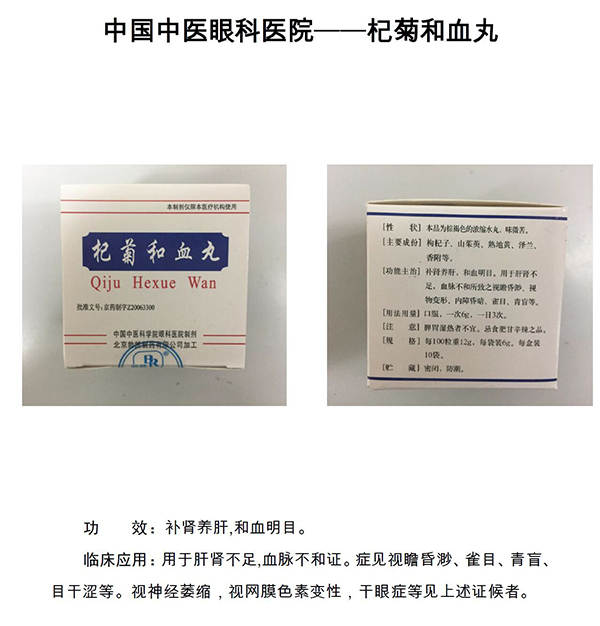 中国中医眼科医院——杞菊和血丸
本制剂仅限本医疗机构使用
杞菊和血丸
Qiju Hexue Wan
批准文号：京药制字Z20063300
中国中医科学院眼科医院制剂
制药有限公司加工
[性 状] 本品为棕褐色的浓缩水丸，味微苦。
[主要成份] 枸杞子、山茱萸、熟地黄、泽兰、
香附等。
[功能主治] 补肾养肝、和血明目。用于肝肾不
足，血脉不和所致之视瞻昏渺、视
物变形、内障昏暗、雀目、青盲等。
[用法用量] 口服，一次6g，一日3次。
[注 意] 脾胃湿热者不宜，忌食肥甘辛辣之品。
[规 格] 每100粒重12g，每袋装6g，每盒装
10袋。
[贮 藏] 密闭，防潮。
功 效：补肾养肝,和血明目。
临床应用：用于肝肾不足,血脉不和证。症见视瞻昏渺、雀目、青盲、
目干涩等。视神经萎缩，视网膜色素变性，干眼症等见上述证候者。